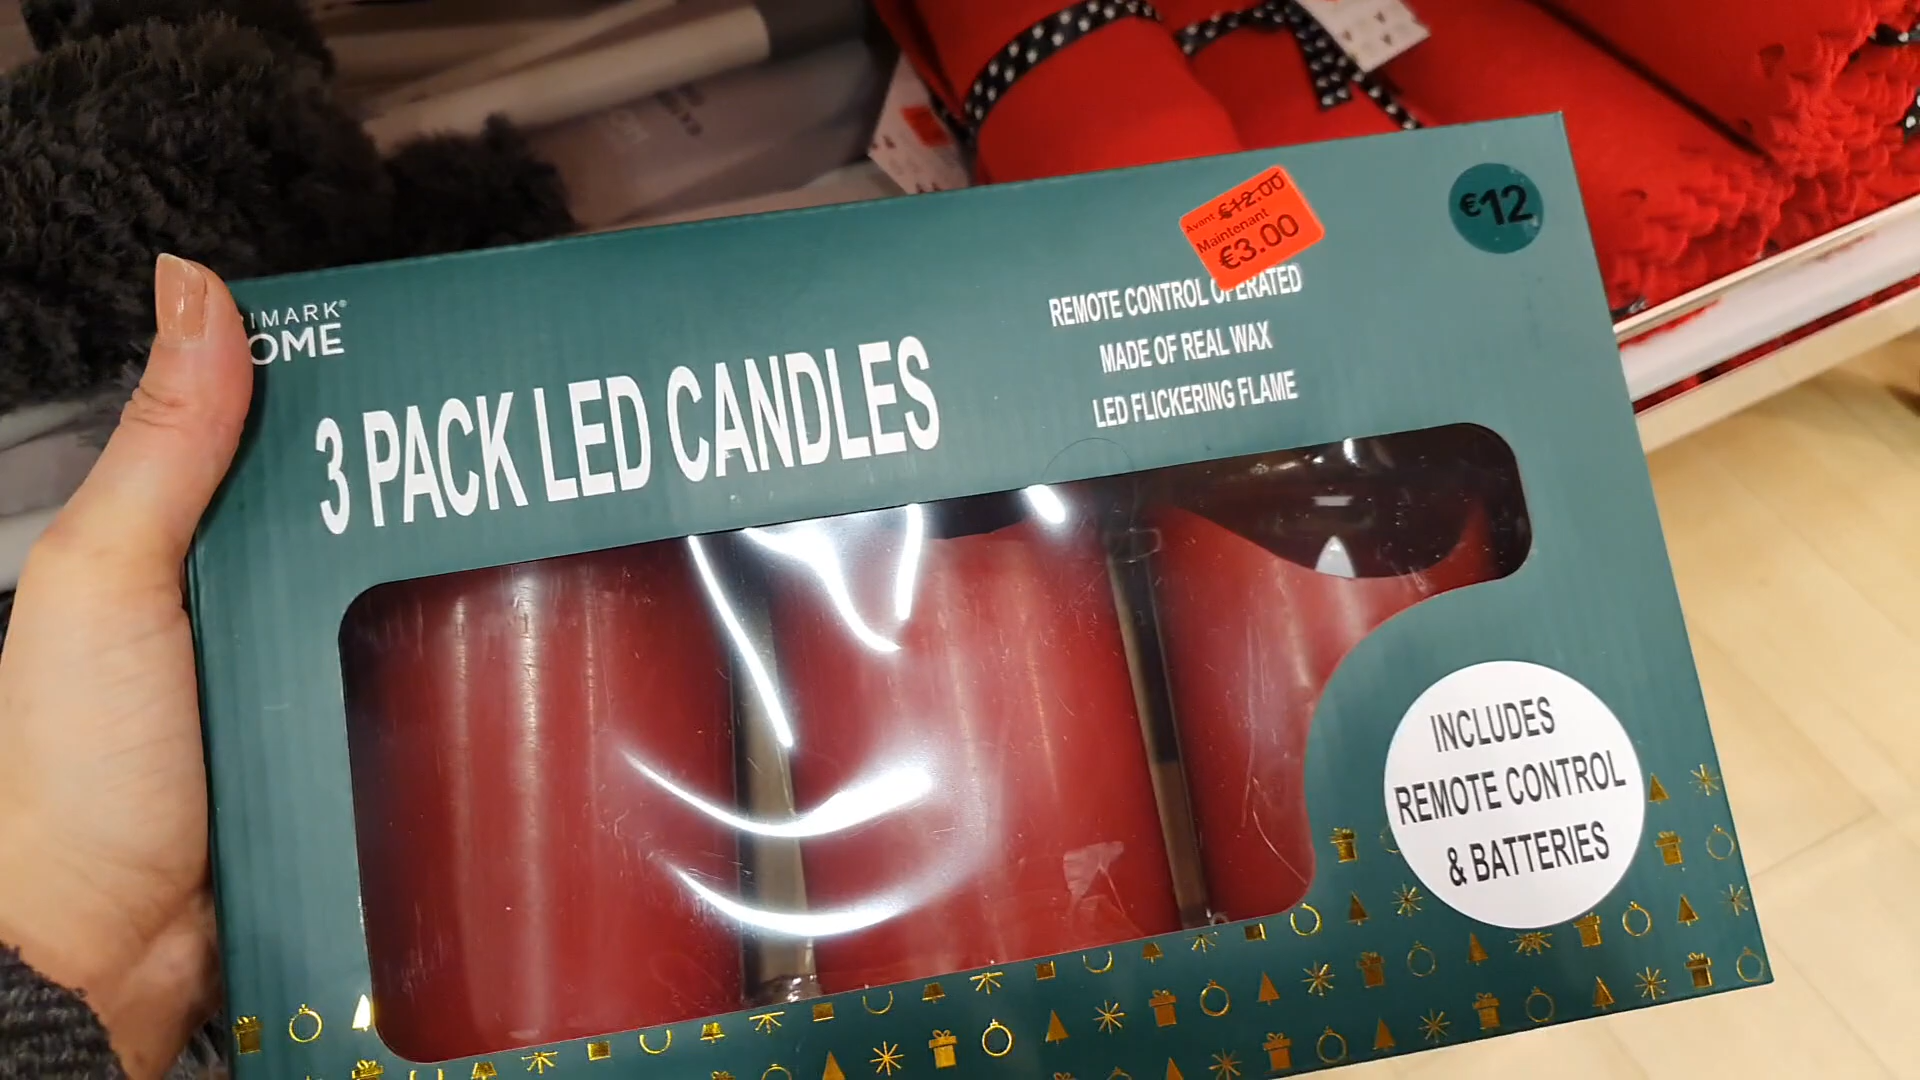 Avant €12.00
Maintenant
€3.00
€12
IMARK®
OME
3 PACK LED CANDLES
REMOTE CONTROL OPERATED
MADE OF REAL WAX
LED FLICKERING FLAME
INCLUDES
REMOTE CONTROL
& BATTERIES